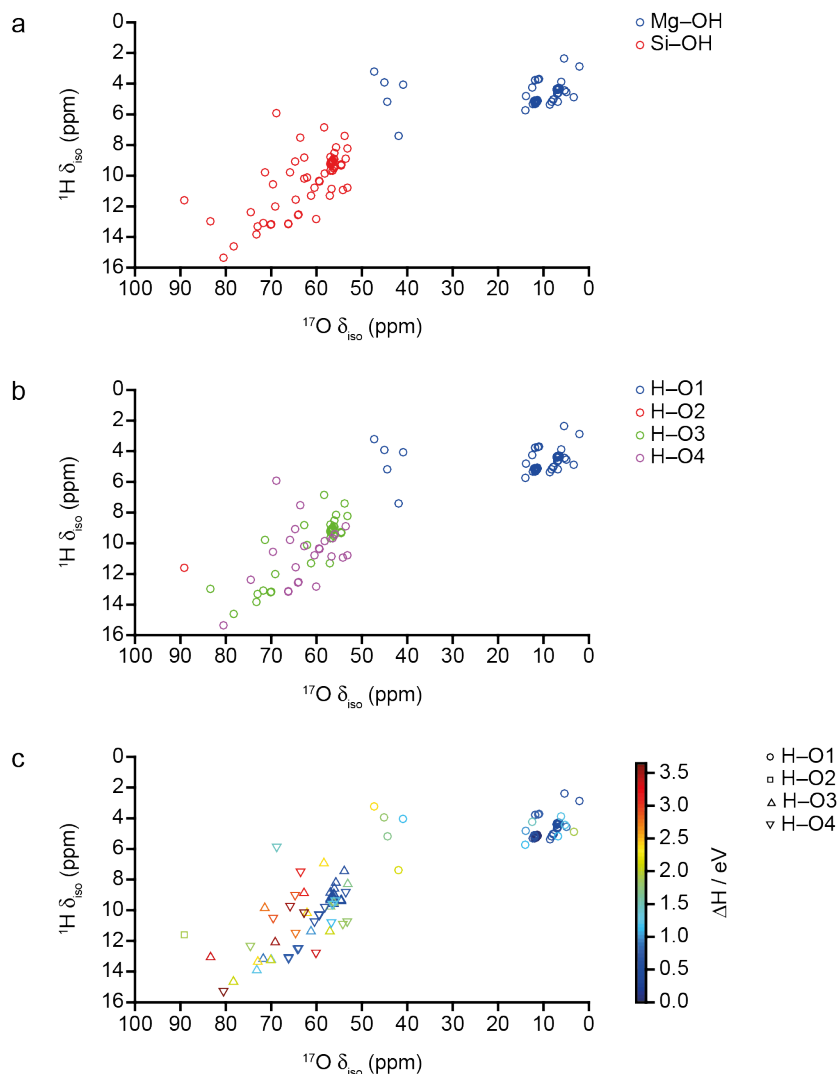 a
0
2
4
6
8
10
12
14
16
¹H δiso (ppm)
100 90 80 70 60 50 40 30 20 10 0
¹⁷O δiso (ppm)
Mg–OH
Si–OH
b
0
2
4
6
8
10
12
14
16
¹H δiso (ppm)
100 90 80 70 60 50 40 30 20 10 0
¹⁷O δiso (ppm)
H–O1
H–O2
H–O3
H–O4
c
0
2
4
6
8
10
12
14
16
¹H δiso (ppm)
100 90 80 70 60 50 40 30 20 10 0
¹⁷O δiso (ppm)
3.5
3.0
2.5
2.0
1.5
1.0
0.5
0.0
ΔH / eV
H–O1
H–O2
H–O3
H–O4